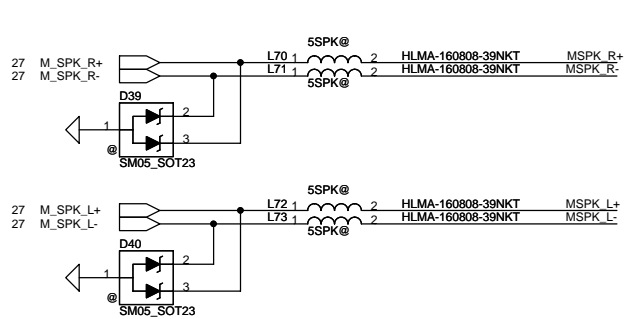 5SPK@
27 M_SPK_R+ L70 1 2 HLMA-160808-39NKT MSPK_R+
27 M_SPK_R- L71 1 2 HLMA-160808-39NKT MSPK_R-
5SPK@
D39
2
1
3
@
SM05_SOT23
5SPK@
27 M_SPK_L+ L72 1 2 HLMA-160808-39NKT MSPK_L+
27 M_SPK_L- L73 1 2 HLMA-160808-39NKT MSPK_L-
5SPK@
D40
2
1
3
@
SM05_SOT23